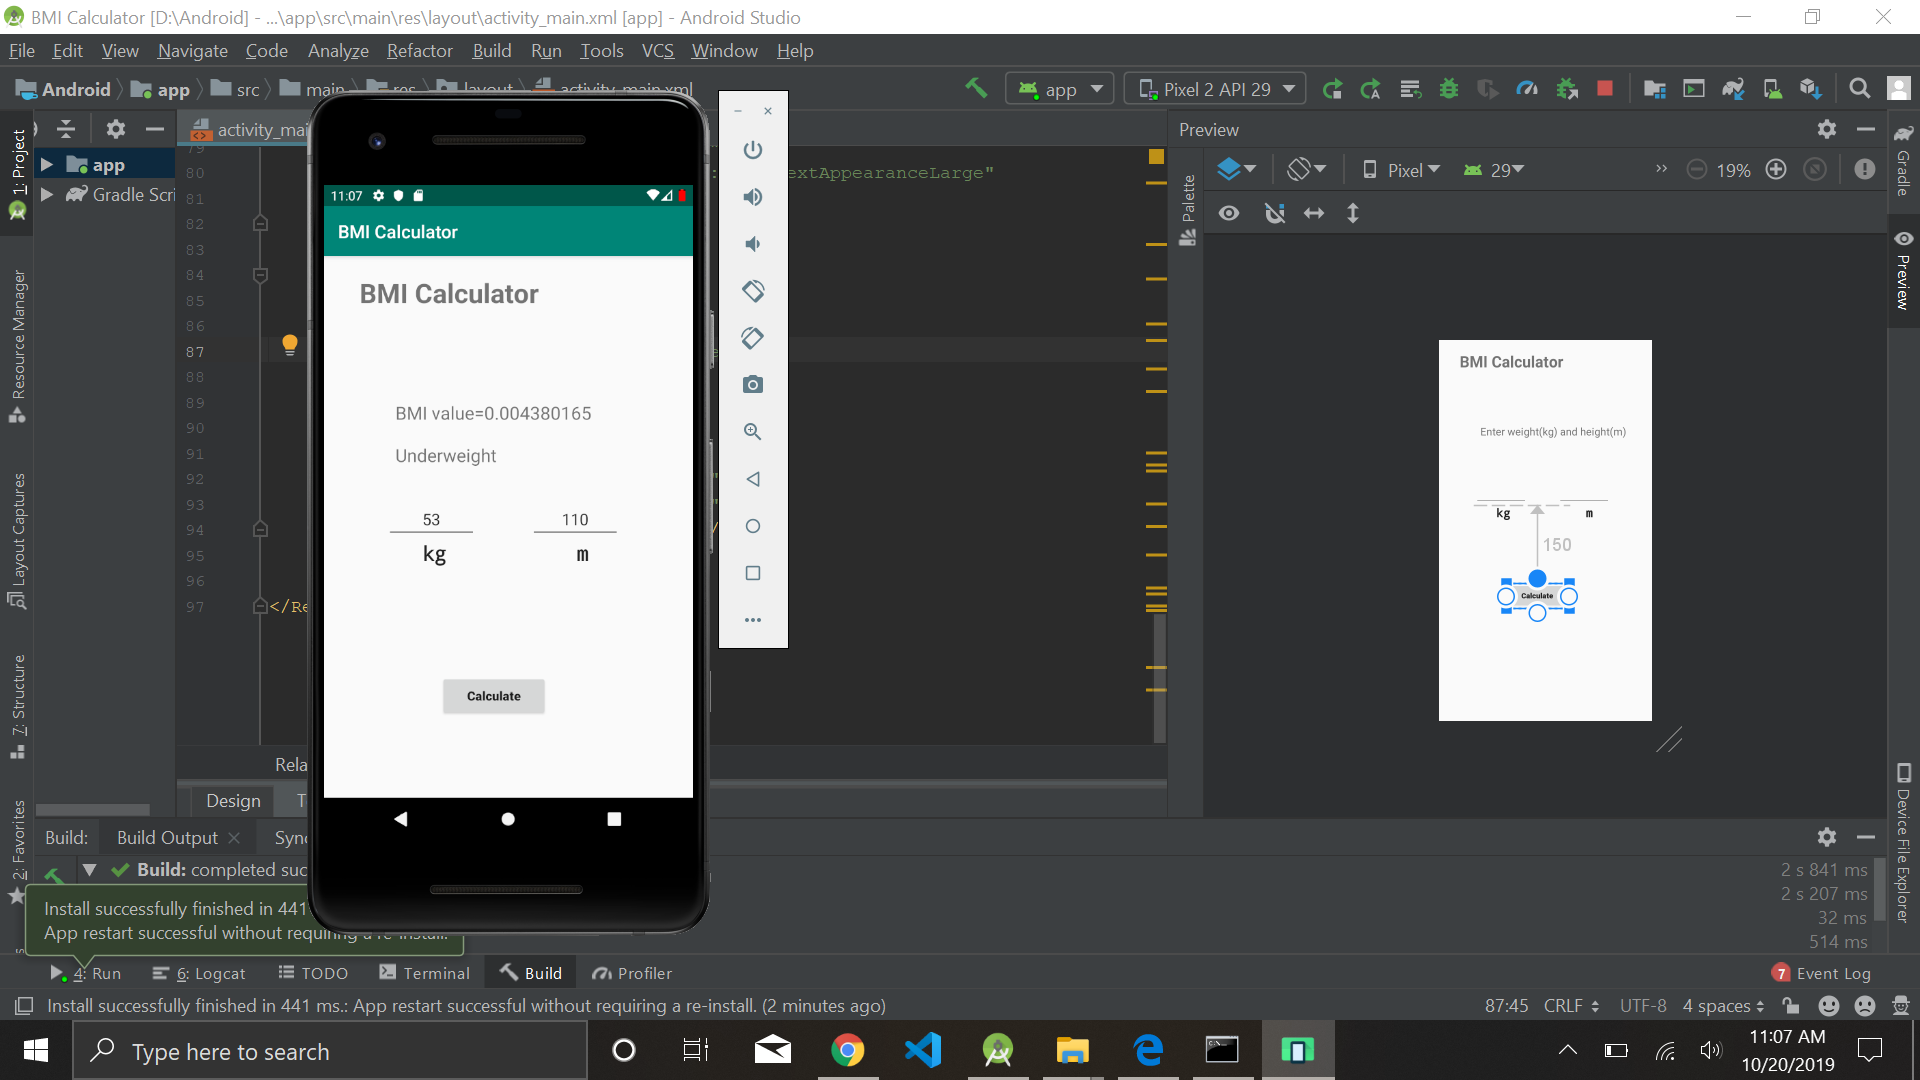 BMI Calculator [D:\Android] - ...\app\src\main\res\layout\activity_main.xml [app] - Android Studio
File Edit View Navigate Code Analyze Refactor Build Run Tools VCS Window Help
Android app src main res layout activity_main.xml
app Pixel 2 API 29
activity_mai
Preview
1: Project
Resource Manager
Layout Captures
7: Structure
2: Favorites
app
Gradle Scri
79
80
81
82
83
84
85
86
87
88
89
90
91
92
93
94
95
96
97
extAppearanceLarge"
</Re
Rela
Design
11:07
BMI Calculator
BMI Calculator
BMI value=0.004380165
Underweight
53 110
kg m
Calculate
Palette
Pixel 29 19%
BMI Calculator
Enter weight(kg) and height(m)
kg m
150
Calculate
Gradle
Preview
Device File Explorer
Build: Build Output Sync
Build: completed suc
2 s 841 ms
2 s 207 ms
32 ms
514 ms
Install successfully finished in 441
App restart successful without requiring a re-install.
4: Run 6: Logcat TODO Terminal Build Profiler
7 Event Log
Install successfully finished in 441 ms.: App restart successful without requiring a re-install. (2 minutes ago)
87:45 CRLF UTF-8 4 spaces
Type here to search
11:07 AM
10/20/2019